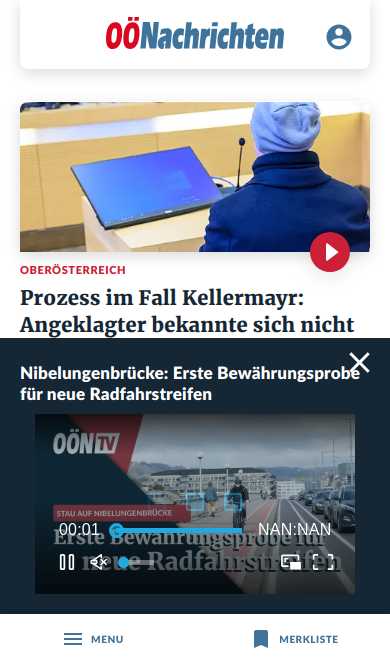 OÖNachrichten
OBERÖSTERREICH
Prozess im Fall Kellermayr:
Angeklagter bekannte sich nicht
Nibelungenbrücke: Erste Bewährungsprobe
für neue Radfahrstreifen
OÖN TV
STAU AUF NIBELUNGENBRÜCKE
00:01
NAN:NAN
Erste Bewährungsprobe für
neue Radfahrstreifen
MENU
MERKLISTE